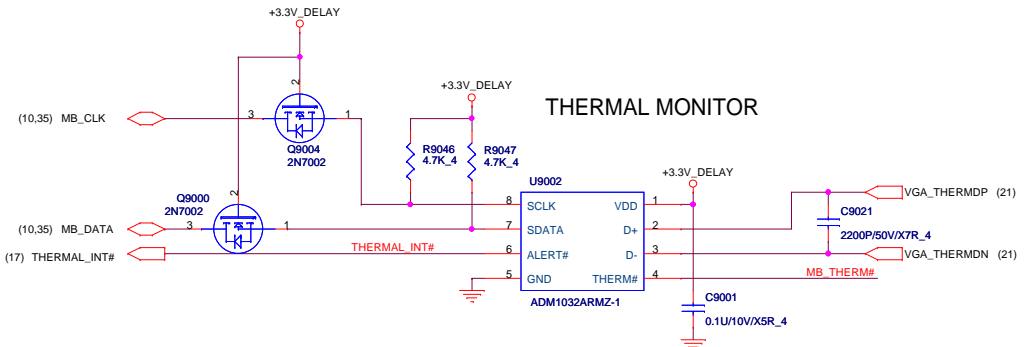 +3.3V_DELAY
2
(10,35) MB_CLK
3
1
Q9004
2N7002
+3.3V_DELAY
THERMAL MONITOR
R9046
4.7K_4
R9047
4.7K_4
+3.3V_DELAY
Q9000
2N7002
2
(10,35) MB_DATA
3
1
(17) THERMAL_INT#
THERMAL_INT#
U9002
8 SCLK VDD 1
7 SDATA D+ 2
6 ALERT# D- 3
5 GND THERM# 4
ADM1032ARMZ-1
VGA_THERMDP (21)
C9021
2200P/50V/X7R_4
VGA_THERMDN (21)
MB_THERM#
C9001
0.1U/10V/X5R_4